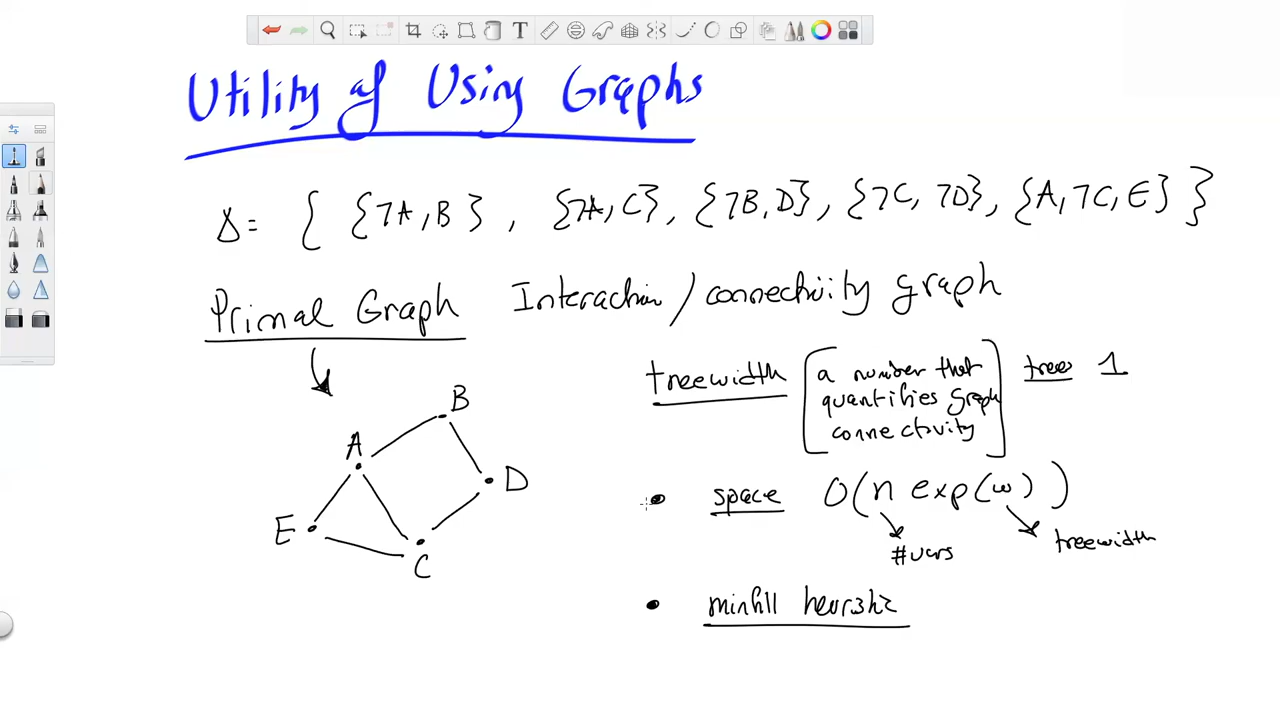 Utility of Using Graphs
Δ = { {¬A, B}, {¬A, C}, {¬B, D}, {¬C, ¬D}, {A, ¬C, E} }
Primal Graph Interaction / connectivity graph
treewidth [a number that quantifies graph connectivity] trees 1
B
A
D
E
C
• space O(n exp(w))
#vars treewidth
• minfill heuristic